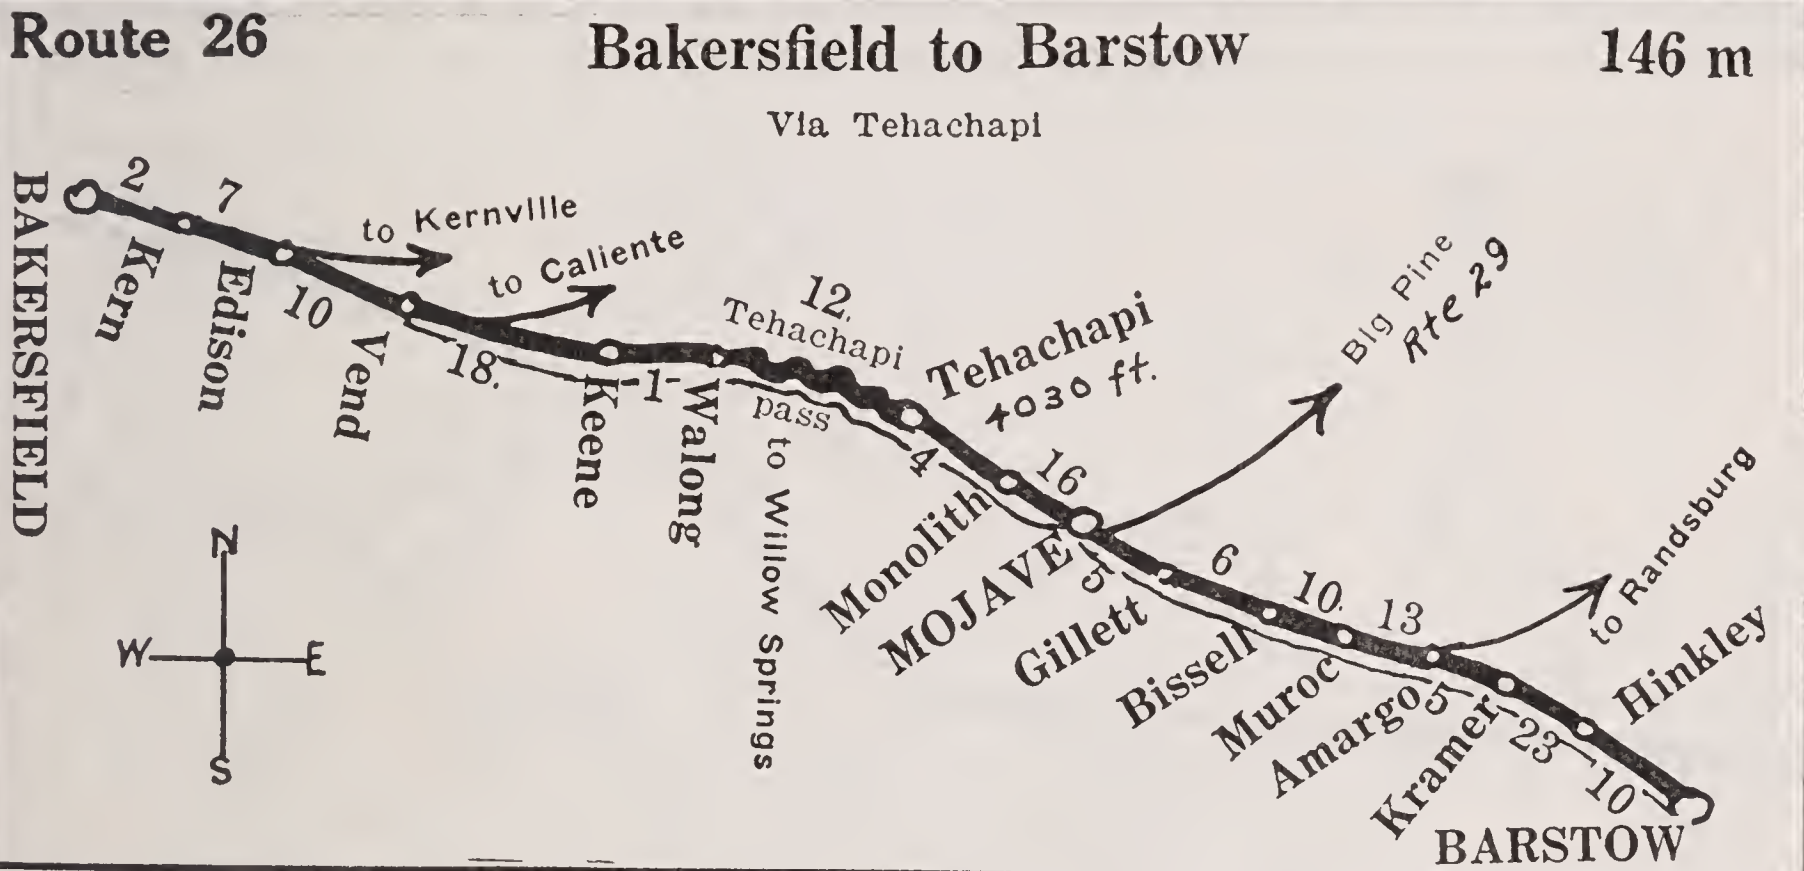 Route 26
Bakersfield to Barstow
146 m
Via Tehachapi
BAKERSFIELD
2
Kern
7
Edison
to Kernville
10
Vend
to Caliente
18.
Keene
1
Walong
12.
Tehachapi
pass
to Willow Springs
Tehachapi
4030 ft.
4
Monolith
16
MOJAVE
Big Pine
Rte 29
5
Gillett
6
Bissell
10.
Muroc
13
Amargo
to Randsburg
5
Kramer
23
Hinkley
10
BARSTOW
N
W
E
S